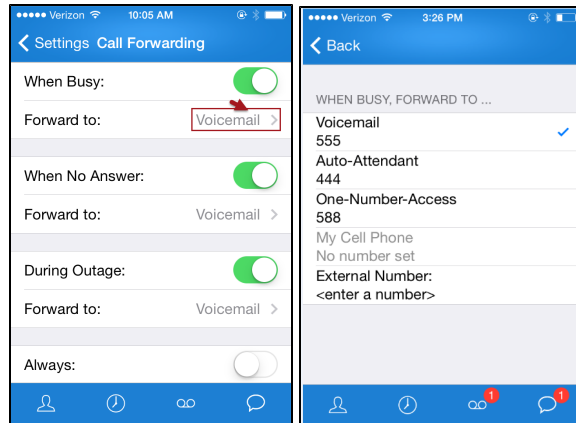 Verizon 10:05 AM
Settings Call Forwarding
When Busy:
Forward to: Voicemail
When No Answer:
Forward to: Voicemail
During Outage:
Forward to: Voicemail
Always:
Verizon 3:26 PM
Back
WHEN BUSY, FORWARD TO ...
Voicemail
555
Auto-Attendant
444
One-Number-Access
588
My Cell Phone
No number set
External Number:
<enter a number>
1 1